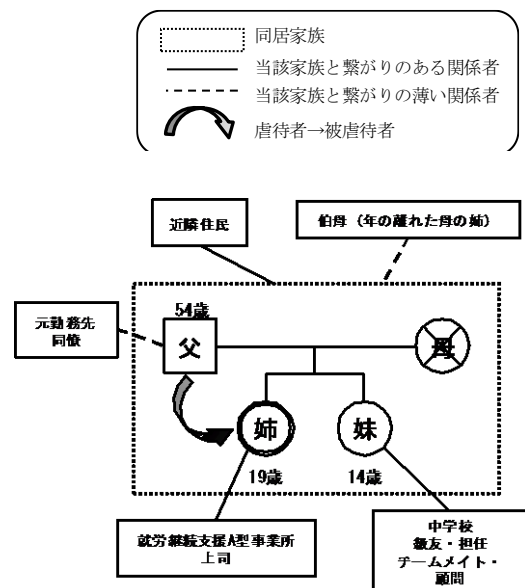 同居家族
当該家族と繋がりのある関係者
当該家族と繋がりの薄い関係者
虐待者→被虐待者
近隣住民
伯母（年の離れた母の姉）
元勤務先
同僚
54歳
父
母
姉
妹
19歳
14歳
就労継続支援A型事業所
上司
中学校
級友・担任
チームメイト・
顧問